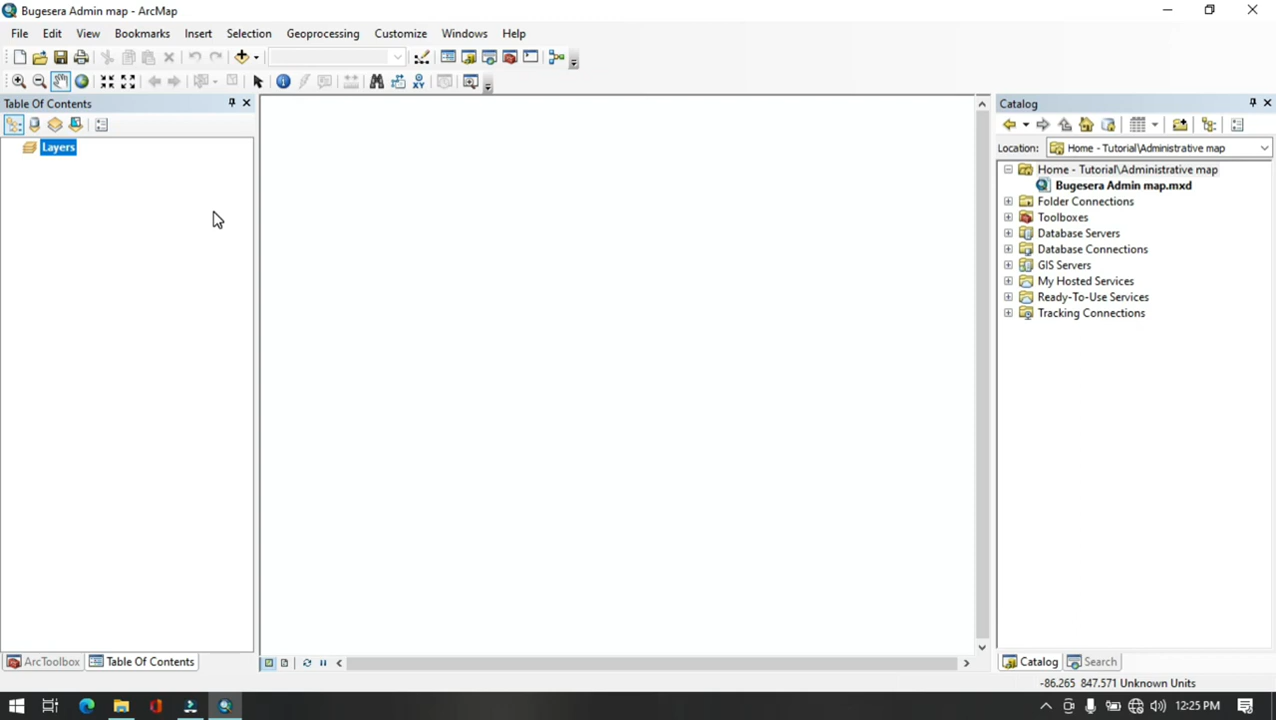 Bugesera Admin map - ArcMap
File Edit View Bookmarks Insert Selection Geoprocessing Customize Windows Help
Table Of Contents
Layers
ArcToolbox
Table Of Contents
Catalog
Location: Home - Tutorial\Administrative map
Home - Tutorial\Administrative map
Bugesera Admin map.mxd
Folder Connections
Toolboxes
Database Servers
Database Connections
GIS Servers
My Hosted Services
Ready-To-Use Services
Tracking Connections
Catalog
Search
-86.265 847.571 Unknown Units
12:25 PM